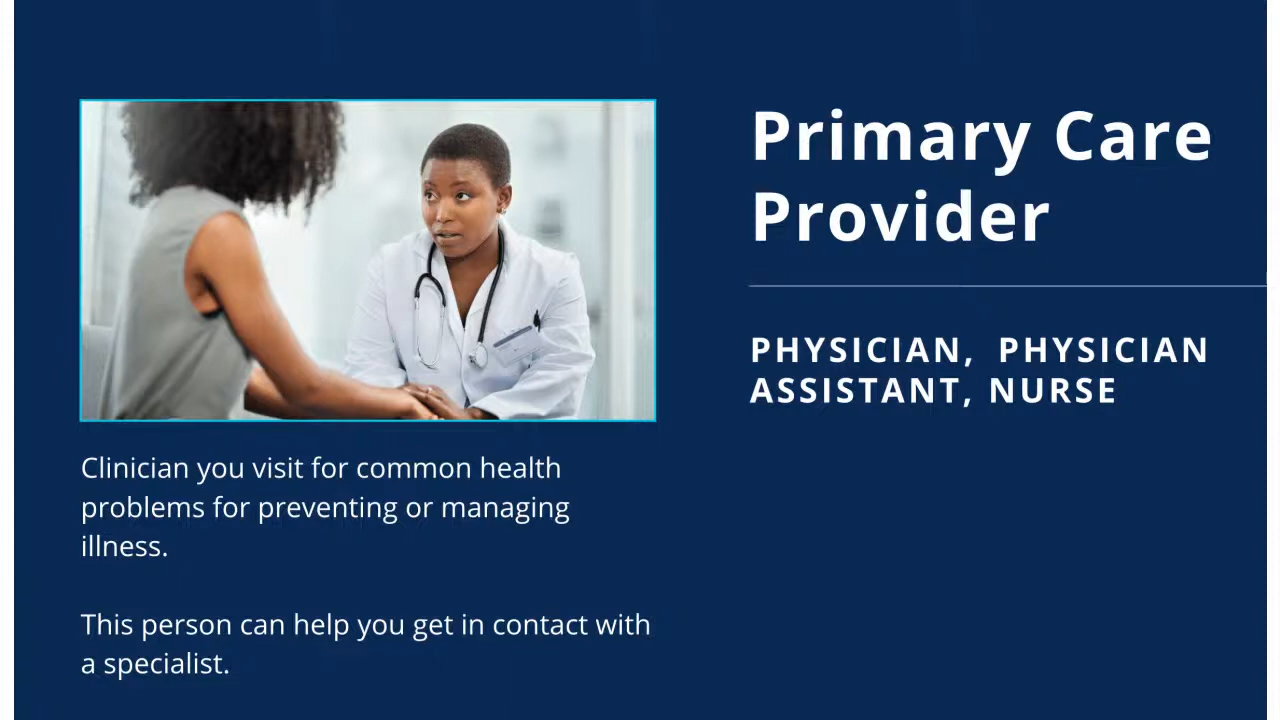 Primary Care
Provider
PHYSICIAN, PHYSICIAN
ASSISTANT, NURSE
Clinician you visit for common health
problems for preventing or managing
illness.
This person can help you get in contact with
a specialist.